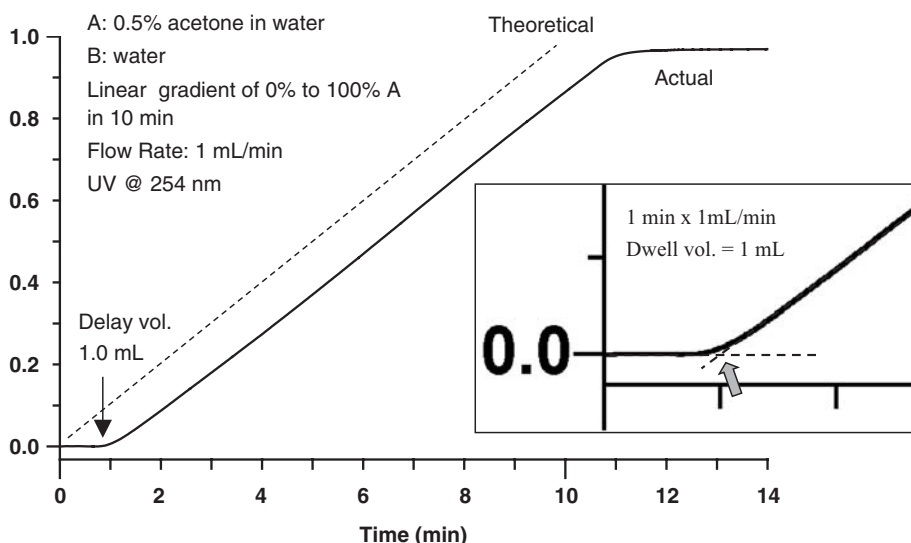 A: 0.5% acetone in water
B: water
Linear gradient of 0% to 100% A
in 10 min
Flow Rate: 1 mL/min
UV @ 254 nm
Theoretical
Actual
1.0
0.8
0.6
0.4
0.2
0.0
Delay vol.
1.0 mL
1 min x 1mL/min
Dwell vol. = 1 mL
0.0
0
2
4
6
8
10
12
14
Time (min)